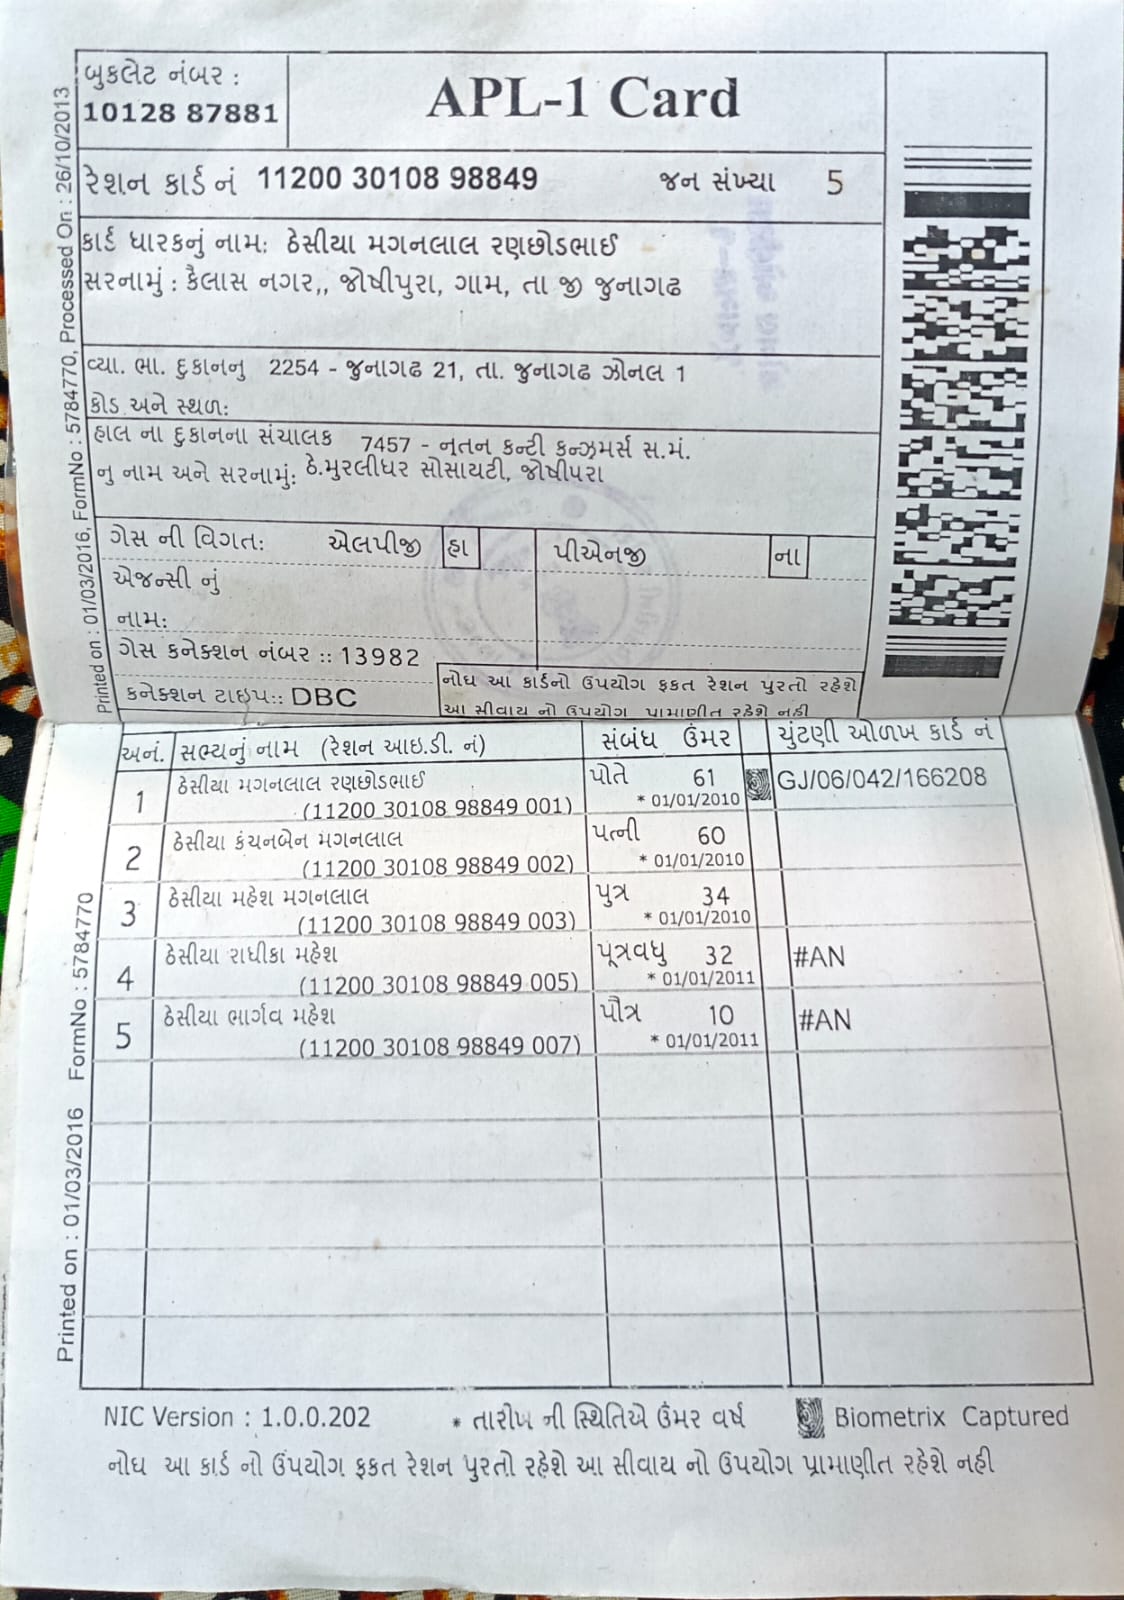 બુકલેટ નંબર :
10128 87881
APL-1 Card
રેશન કાર્ડ નં 11200 30108 98849 જન સંખ્યા 5
કાર્ડ ધારકનું નામ: ઠેસીયા મગનલાલ રણછોડભાઈ
સરનામું : કૈલાસ નગર,, જોષીપુરા, ગામ, તા જી જુનાગઢ
વ્યા. ભા. દુકાનનુ 2254 - જુનાગઢ 21, તા. જુનાગઢ ઝોનલ 1
કોડ અને સ્થળ:
હાલ ના દુકાનના સંચાલક 7457 - નૂતન કન્ટી કન્ઝુમર્સ સ.મં.
નુ નામ અને સરનામું: ઠે.મુરલીધર સોસાયટી, જોષીપરા
ગેસ ની વિગત: એલપીજી હા પીએનજી ના
એજન્સી નું
નામ:
ગેસ કનેક્શન નંબર :: 13982
કનેક્શન ટાઇપ:: DBC
નોધ આ કાર્ડનો ઉપયોગ ફકત રેશન પુરતો રહેશે
આ સીવાય નો ઉપયોગ પ્રામાણીત રહેશે નહી
Printed on : 01/03/2016, FormNo : 5784770, Processed On : 26/10/2013
અનં. સભ્યનું નામ (રેશન આઇ.ડી. નં) સંબંધ ઉંમર ચુંટણી ઓળખ કાર્ડ નં
1 ઠેસીયા મગનલાલ રણછોડભાઈ પોતે 61 GJ/06/042/166208
(11200 30108 98849 001) * 01/01/2010
2 ઠેસીયા કંચનબેન મગનલાલ પત્ની 60
(11200 30108 98849 002) * 01/01/2010
3 ઠેસીયા મહેશ મગનલાલ પુત્ર 34
(11200 30108 98849 003) * 01/01/2010
4 ઠેસીયા રાધીકા મહેશ પૂત્રવધુ 32 #AN
(11200 30108 98849 005) * 01/01/2011
5 ઠેસીયા ભાર્ગવ મહેશ પૌત્ર 10 #AN
(11200 30108 98849 007) * 01/01/2011
Printed on : 01/03/2016 FormNo : 5784770
NIC Version : 1.0.0.202 * તારીખ ની સ્થિતિએ ઉંમર વર્ષ Biometrix Captured
નોધ આ કાર્ડ નો ઉપયોગ ફકત રેશન પુરતો રહેશે આ સીવાય નો ઉપયોગ પ્રામાણીત રહેશે નહી